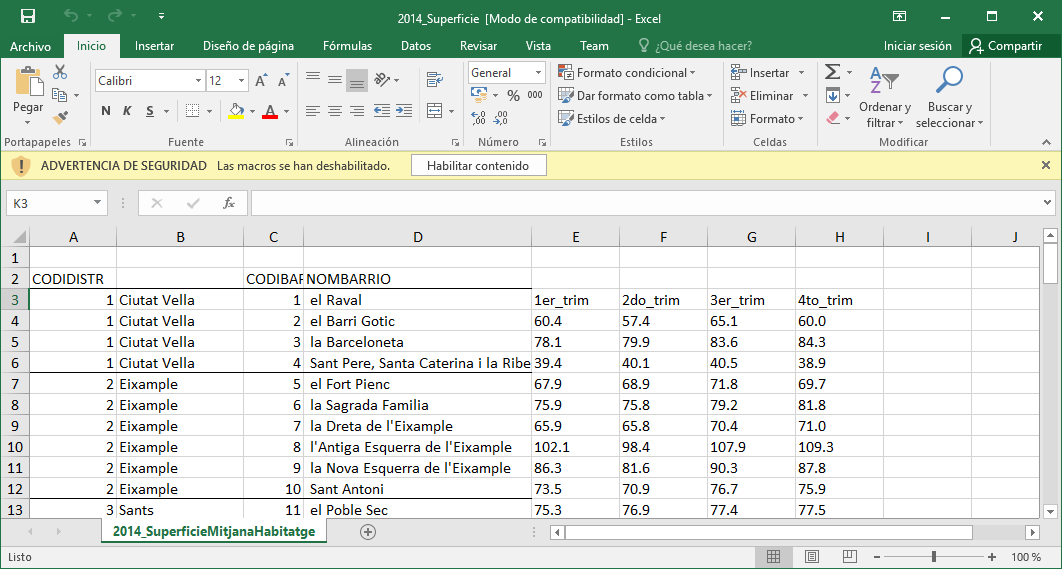 2014_Superficie [Modo de compatibilidad] - Excel
Archivo Inicio Insertar Diseño de página Fórmulas Datos Revisar Vista Team ¿Qué desea hacer? Iniciar sesión Compartir
Pegar Calibri 12 General Formato condicional Insertar Ordenar y filtrar Buscar y seleccionar
N K S A % 000 Dar formato como tabla Eliminar
Estilos de celda Formato
Portapapeles Fuente Alineación Número Estilos Celdas Modificar
ADVERTENCIA DE SEGURIDAD Las macros se han deshabilitado. Habilitar contenido
K3 fx
A B C D E F G H I J
1
2 CODIDISTR CODIBAR NOMBARRIO
3 1 Ciutat Vella 1 el Raval 1er_trim 2do_trim 3er_trim 4to_trim
4 1 Ciutat Vella 2 el Barri Gotic 60.4 57.4 65.1 60.0
5 1 Ciutat Vella 3 la Barceloneta 78.1 79.9 83.6 84.3
6 1 Ciutat Vella 4 Sant Pere, Santa Caterina i la Ribe 39.4 40.1 40.5 38.9
7 2 Eixample 5 el Fort Pienc 67.9 68.9 71.8 69.7
8 2 Eixample 6 la Sagrada Familia 75.9 75.8 79.2 81.8
9 2 Eixample 7 la Dreta de l'Eixample 65.9 65.8 70.4 71.0
10 2 Eixample 8 l'Antiga Esquerra de l'Eixample 102.1 98.4 107.9 109.3
11 2 Eixample 9 la Nova Esquerra de l'Eixample 86.3 81.6 90.3 87.8
12 2 Eixample 10 Sant Antoni 73.5 70.9 76.7 75.9
13 3 Sants 11 el Poble Sec 75.3 76.9 77.4 77.5
2014_SuperficieMitjanaHabitatge
Listo 100 %